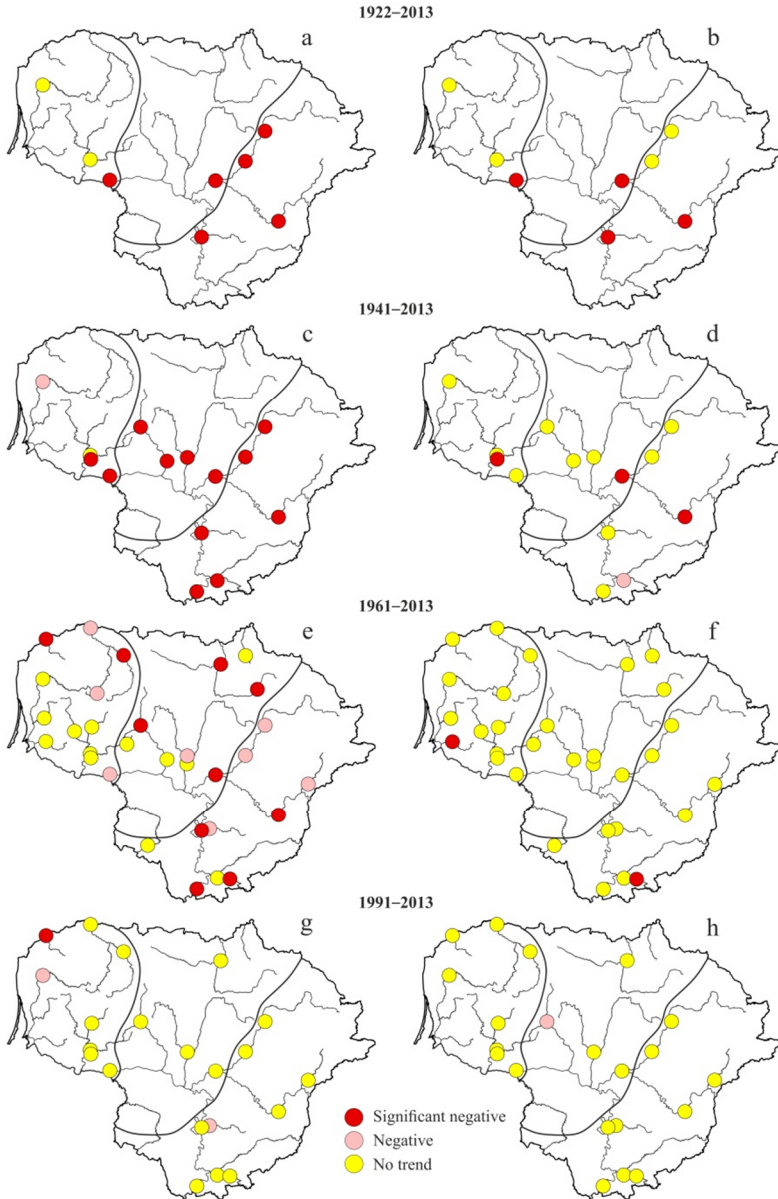 1922–2013
a
b
1941–2013
c
d
1961–2013
e
f
1991–2013
g
h
Significant negative
Negative
No trend